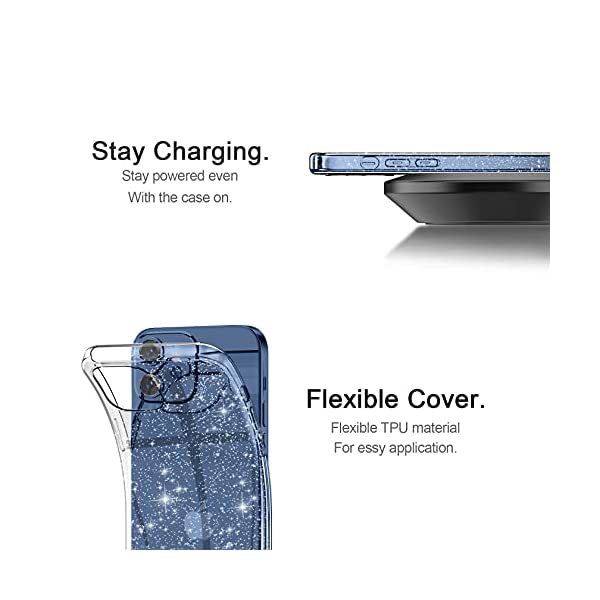 Stay Charging.
Stay powered even
With the case on.
Flexible Cover.
Flexible TPU material
For essy application.